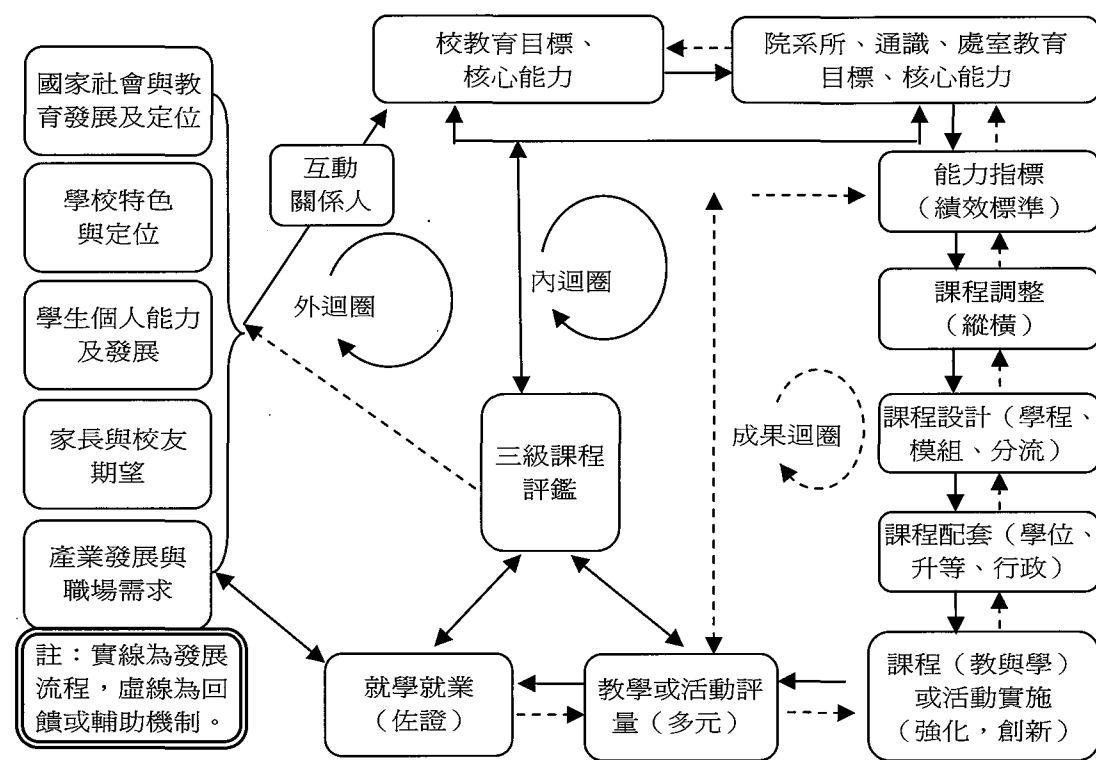 國家社會與教
育發展及定位
學校特色
與定位
學生個人能力
及發展
家長與校友
期望
產業發展與
職場需求
註：實線為發展
流程，虛線為回
饋或輔助機制。
互動
關係人
校教育目標、
核心能力
院系所、通識、處室教育
目標、核心能力
外迴圈
內迴圈
成果迴圈
三級課程
評鑑
能力指標
（績效標準）
課程調整
（縱橫）
課程設計（學程、
模組、分流）
課程配套（學位、
升等、行政）
課程（教與學）
或活動實施
（強化，創新）
教學或活動評
量（多元）
就學就業
（佐證）